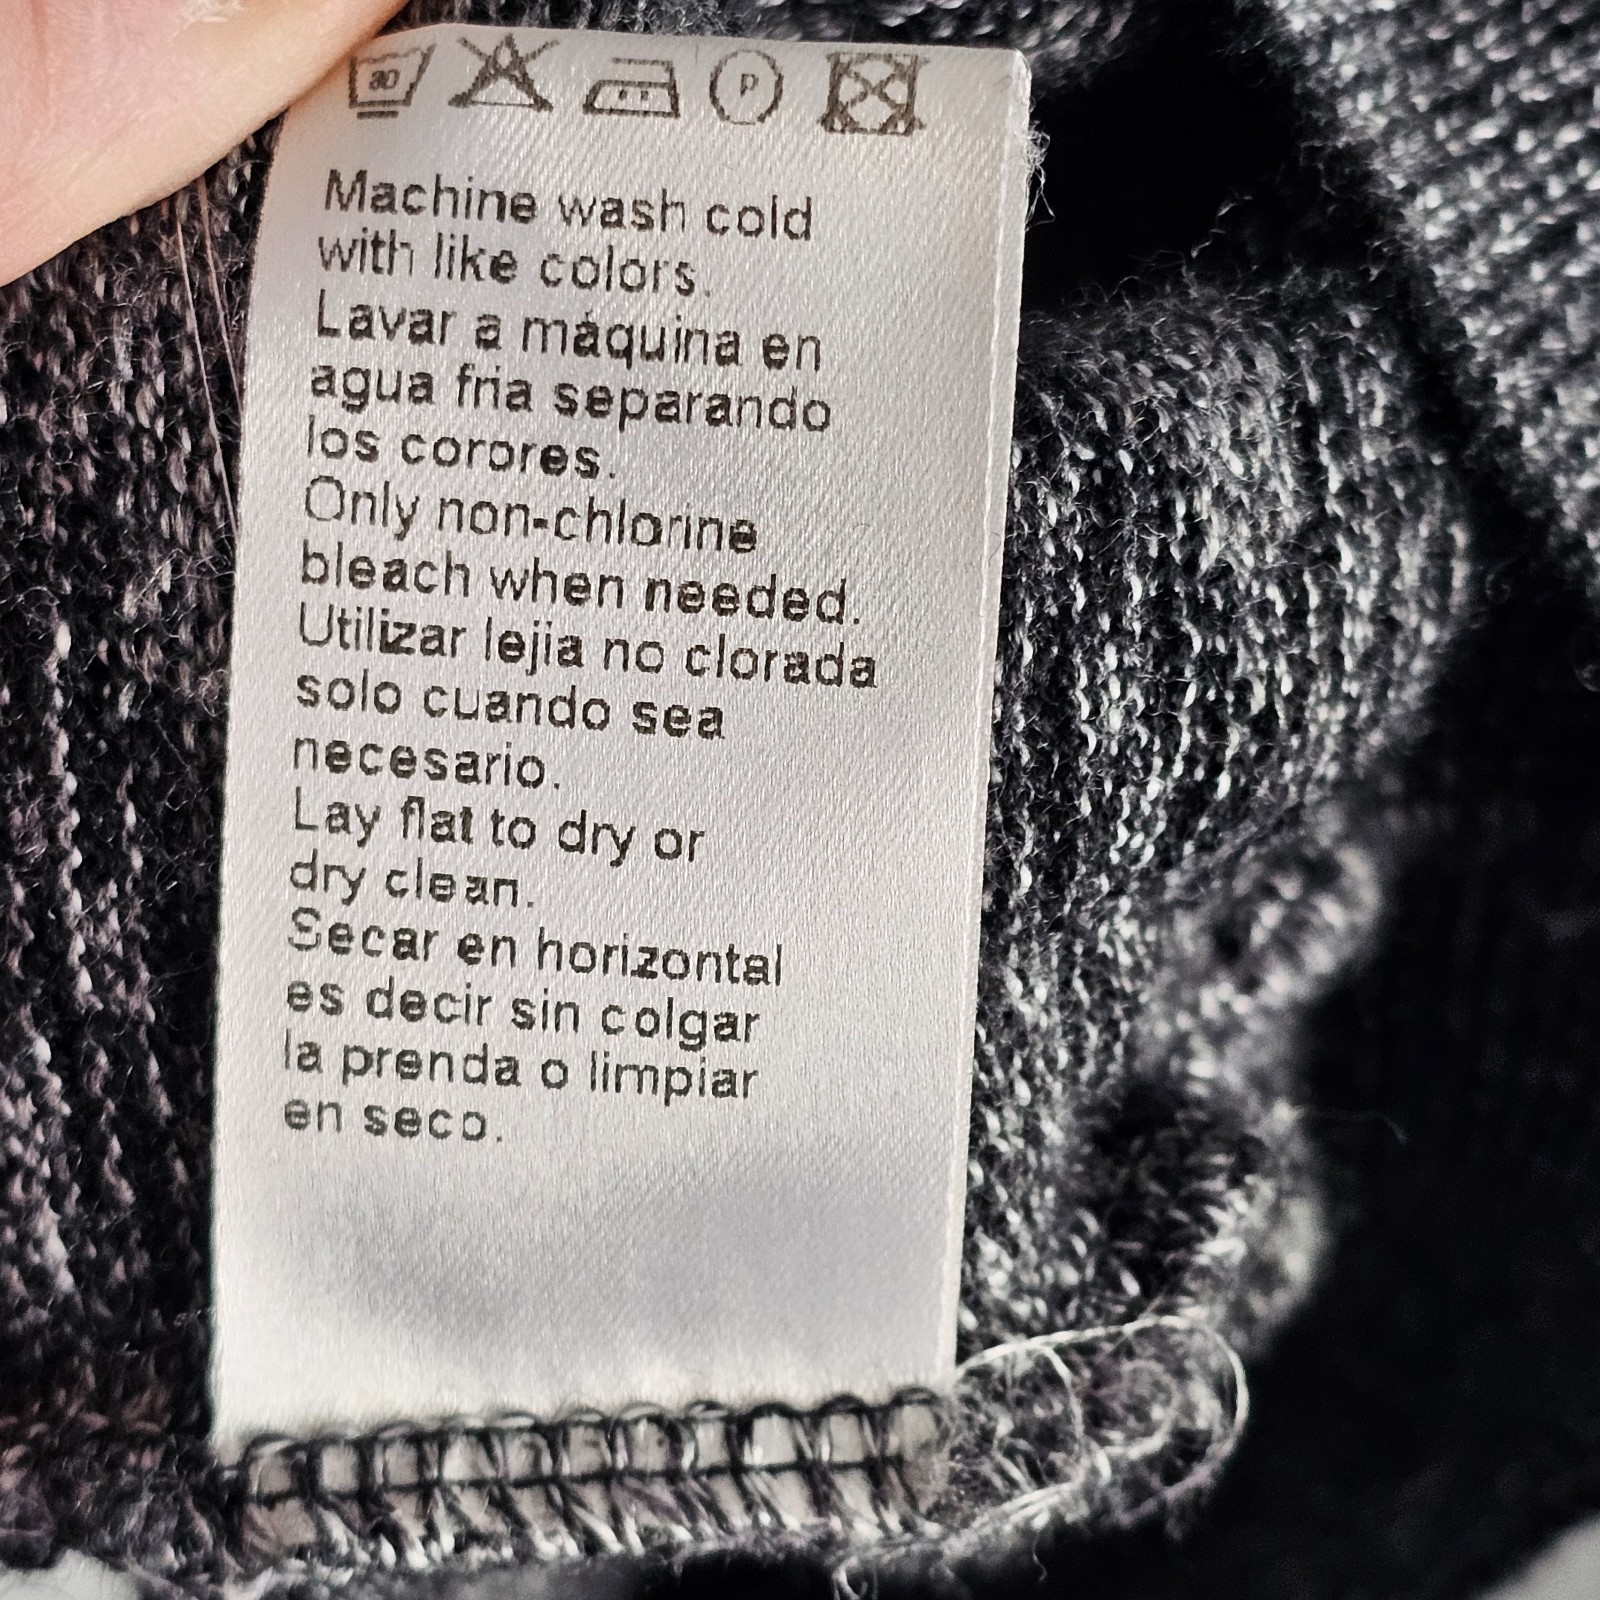 30
P
Machine wash cold
with like colors.
Lavar a máquina en
agua fria separando
los corores.
Only non-chlorine
bleach when needed.
Utilizar lejia no clorada
solo cuando sea
necesario.
Lay flat to dry or
dry clean.
Secar en horizontal
es decir sin colgar
la prenda o limpiar
en seco.